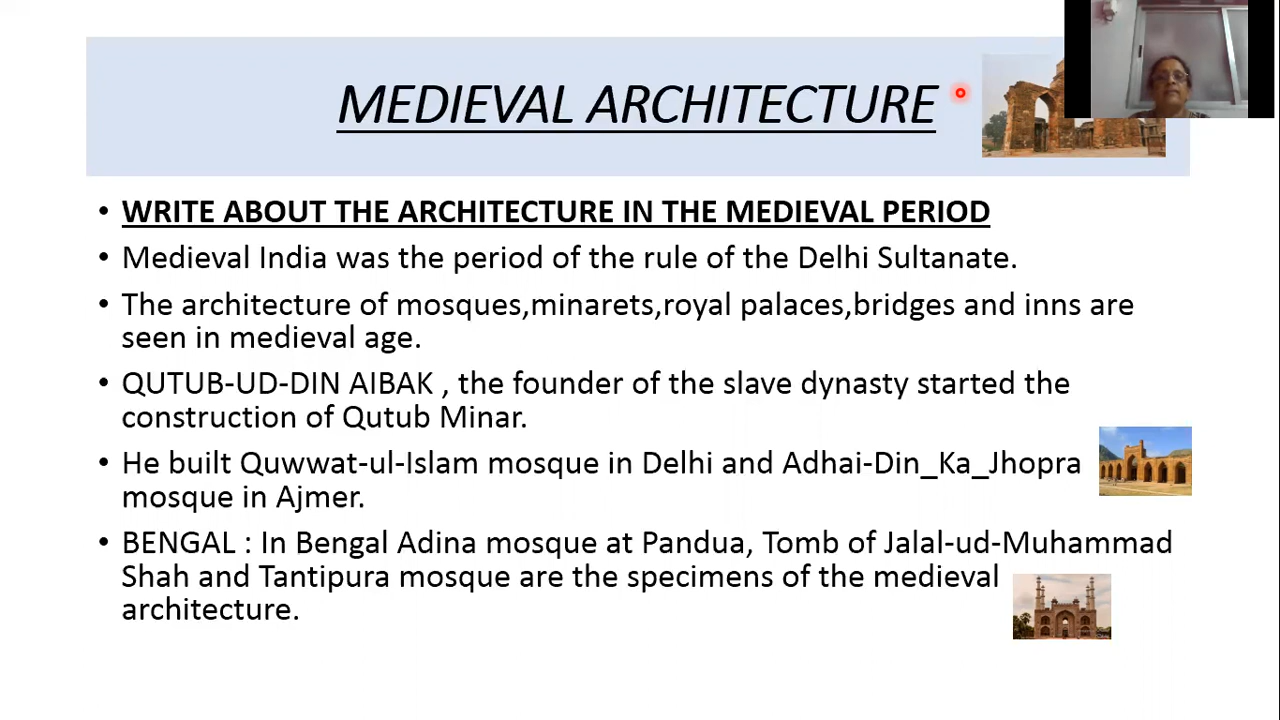 MEDIEVAL ARCHITECTURE
• WRITE ABOUT THE ARCHITECTURE IN THE MEDIEVAL PERIOD
• Medieval India was the period of the rule of the Delhi Sultanate.
• The architecture of mosques,minarets,royal palaces,bridges and inns are
seen in medieval age.
• QUTUB-UD-DIN AIBAK , the founder of the slave dynasty started the
construction of Qutub Minar.
• He built Quwwat-ul-Islam mosque in Delhi and Adhai-Din_Ka_Jhopra
mosque in Ajmer.
• BENGAL : In Bengal Adina mosque at Pandua, Tomb of Jalal-ud-Muhammad
Shah and Tantipura mosque are the specimens of the medieval
architecture.